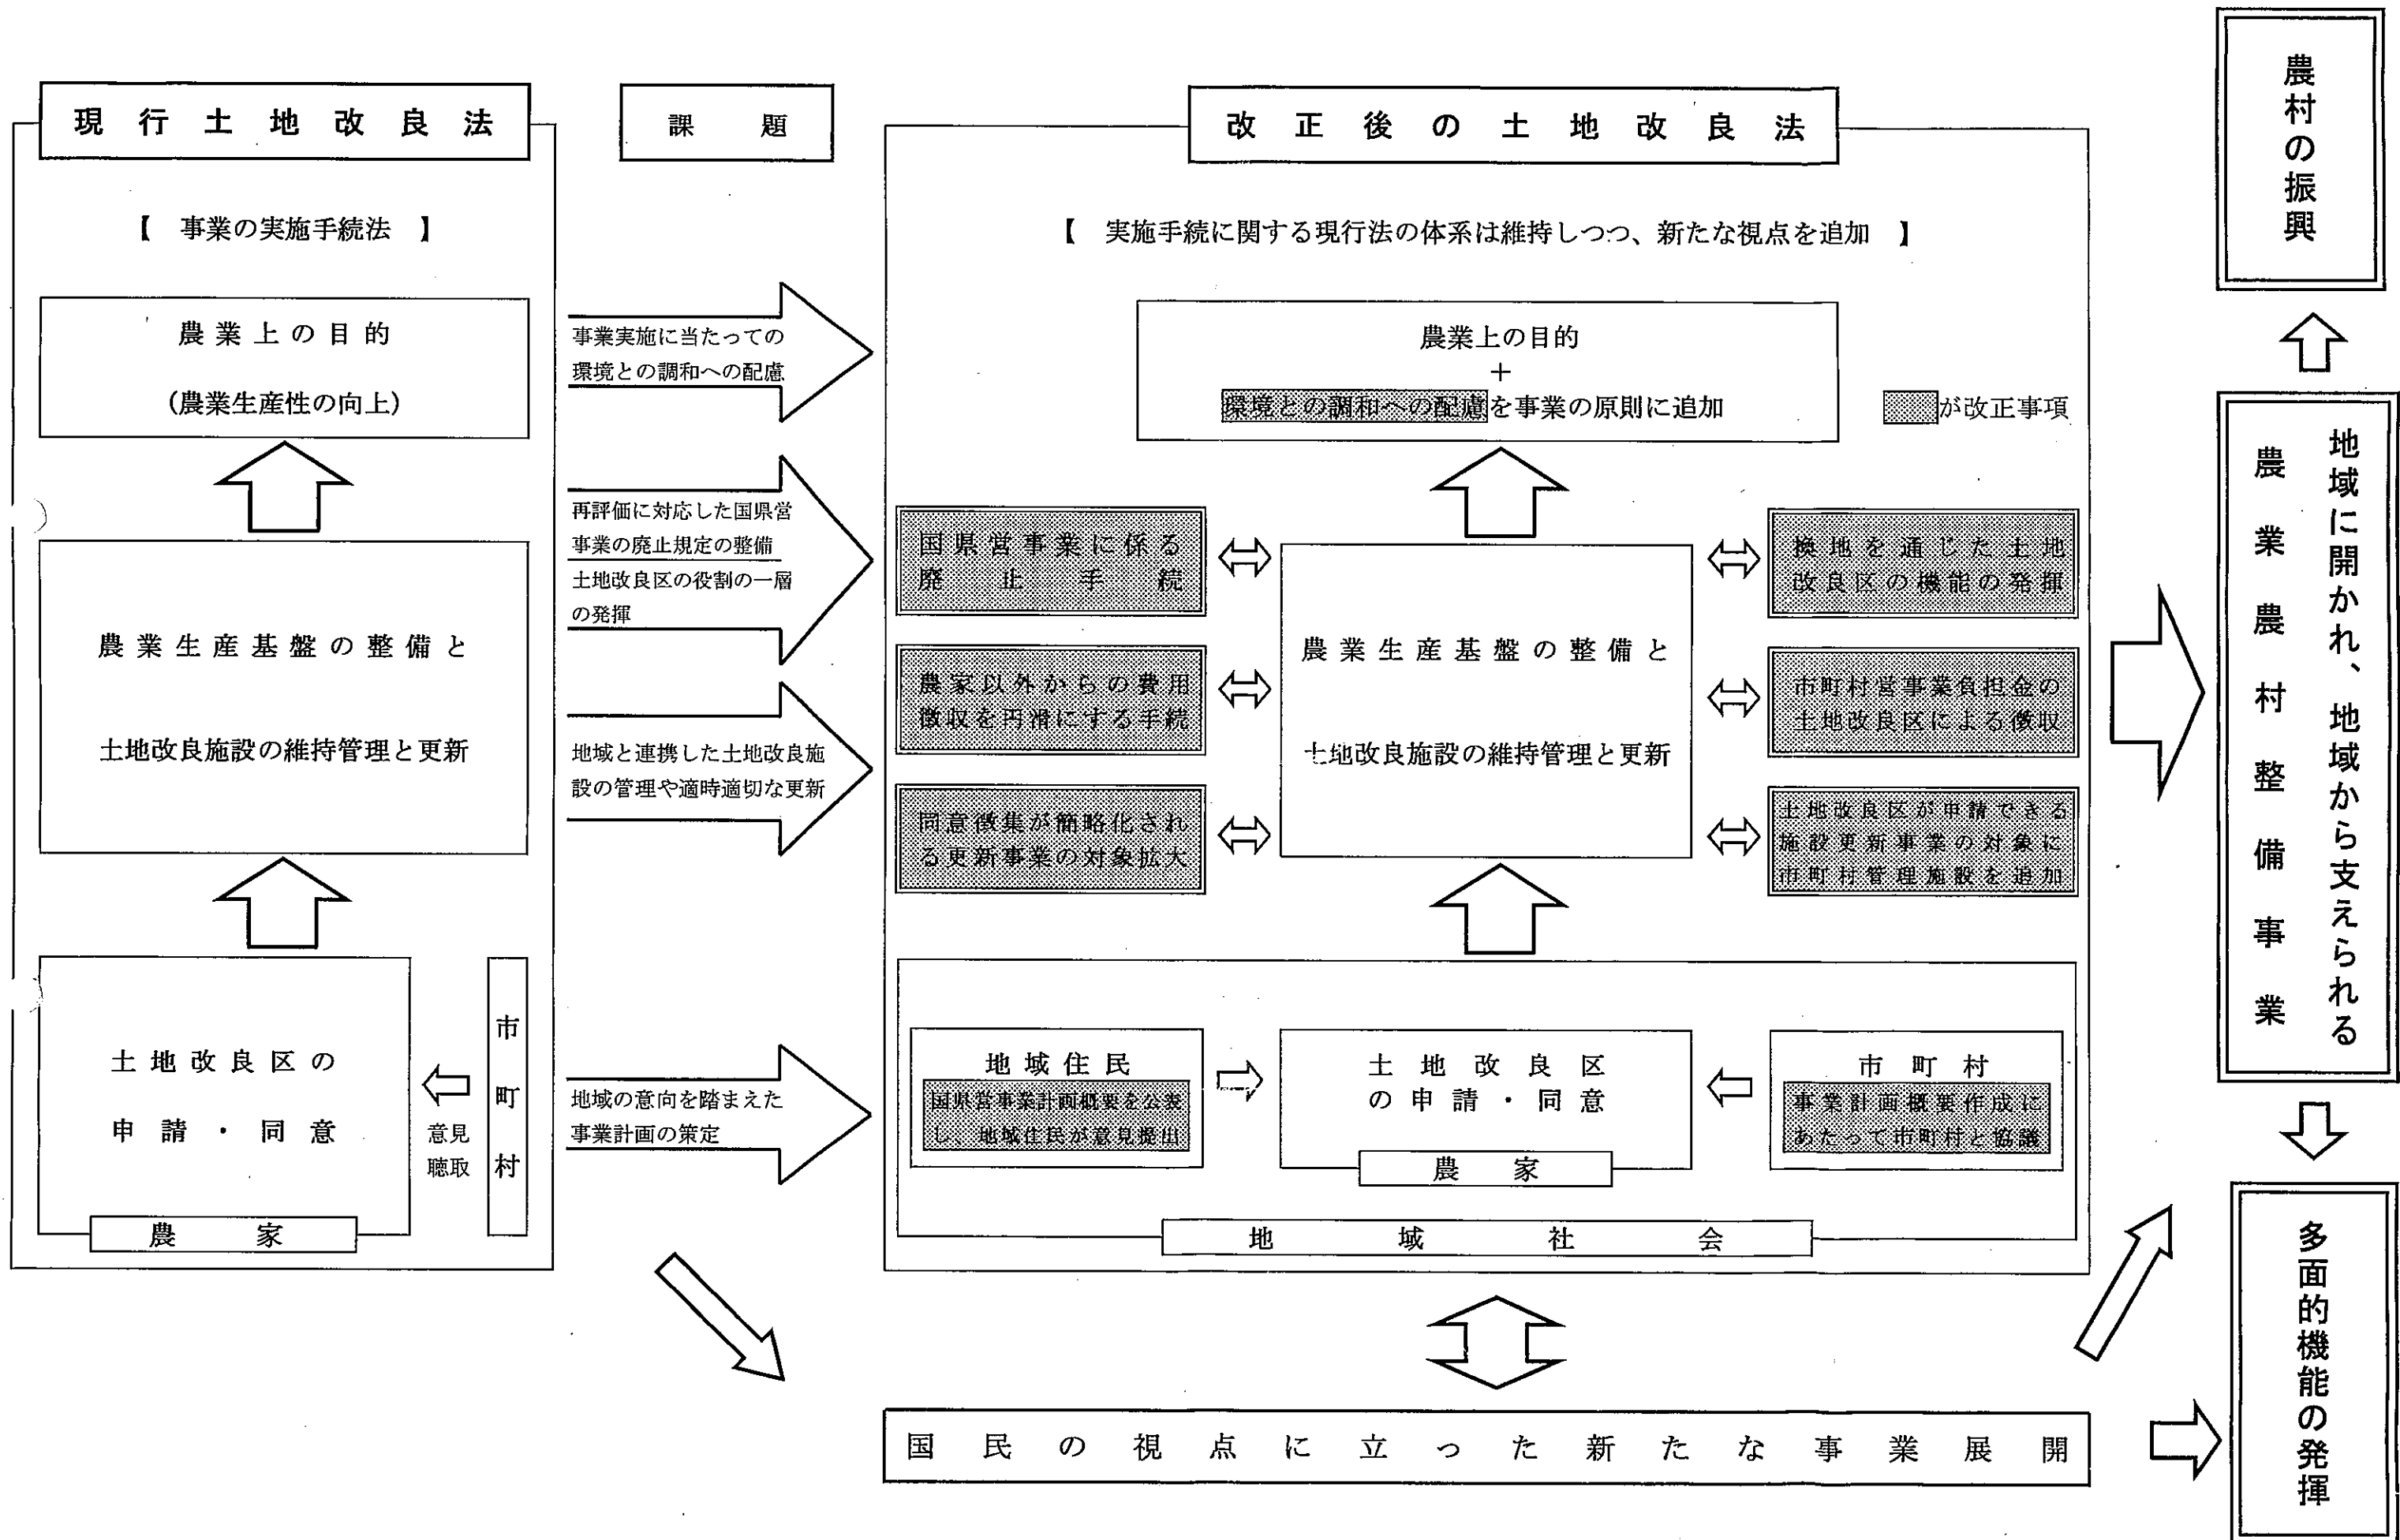 現行土地改良法
【　事業の実施手続法　】
農業上の目的
(農業生産性の向上)
農業生産基盤の整備と
土地改良施設の維持管理と更新
土地改良区の
申請・同意
農家
意見
聴取
市町村
課題
事業実施に当たっての
環境との調和への配慮
再評価に対応した国県営
事業の廃止規定の整備
土地改良区の役割の一層
の発揮
地域と連携した土地改良施
設の管理や適時適切な更新
地域の意向を踏まえた
事業計画の策定
改正後の土地改良法
【　実施手続に関する現行法の体系は維持しつつ、新たな視点を追加　】
農業上の目的
＋
環境との調和への配慮を事業の原則に追加
が改正事項
国県営事業に係る
廃止手続
農家以外からの費用
徴収を円滑にする手続
同意徴集が簡略化され
る更新事業の対象拡大
農業生産基盤の整備と
土地改良施設の維持管理と更新
換地を通じた土地
改良区の機能の発揮
市町村営事業負担金の
土地改良区による徴収
土地改良区が申請できる
施設更新事業の対象に
市町村管理施設を追加
地域住民
国県営事業計画概要を公表
し、地域住民が意見提出
土地改良区
の申請・同意
農家
市町村
事業計画概要作成に
あたって市町村と協議
地域社会
国民の視点に立った新たな事業展開
農村の振興
地域に開かれ、地域から支えられる
農業農村整備事業
多面的機能の発揮